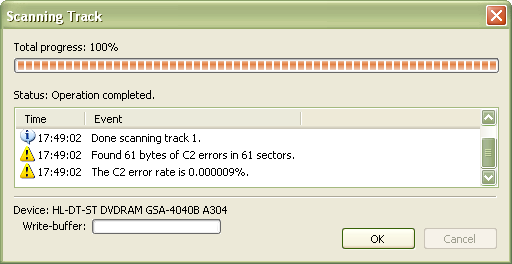 Scanning Track
Total progress: 100%
Status: Operation completed.
Time Event
17:49:02 Done scanning track 1.
17:49:02 Found 61 bytes of C2 errors in 61 sectors.
17:49:02 The C2 error rate is 0.000009%.
Device: HL-DT-ST DVDRAM GSA-4040B A304
Write-buffer:
OK Cancel